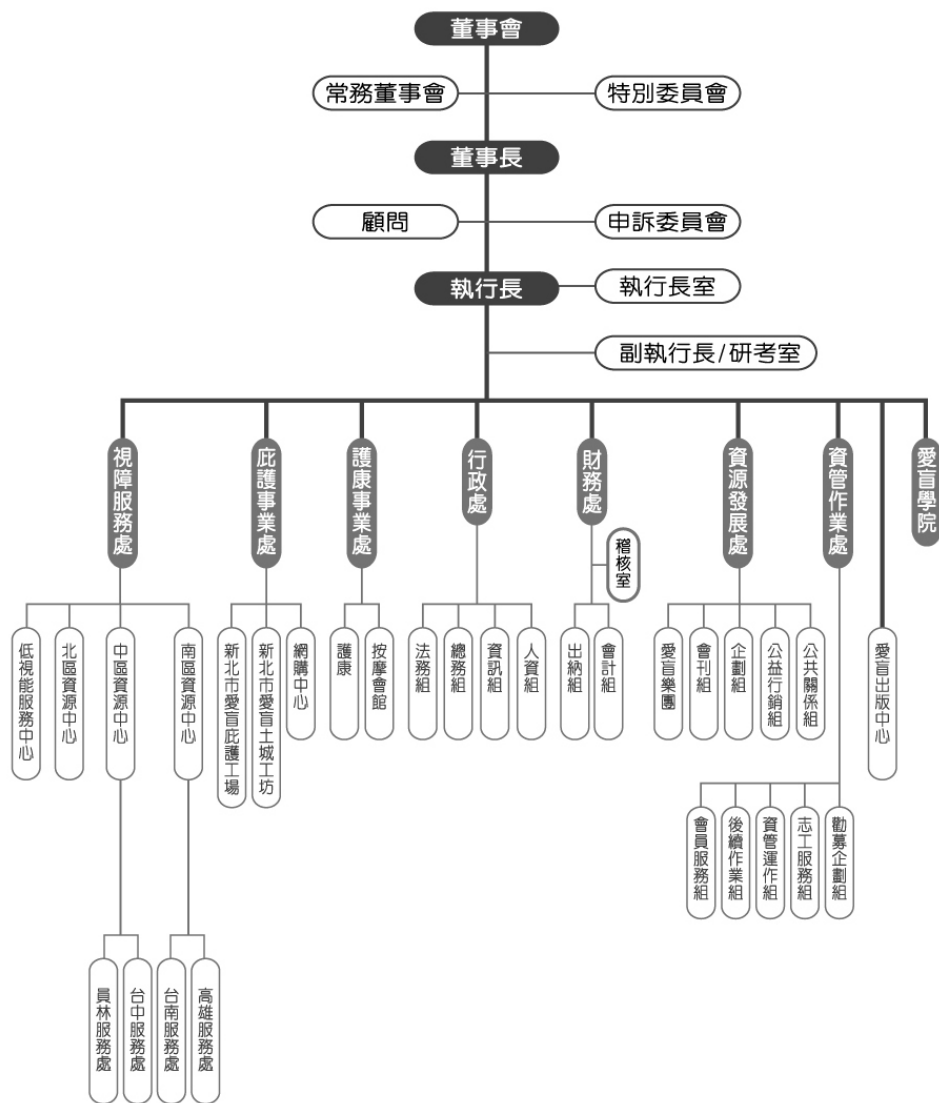 董事會
常務董事會
特別委員會
董事長
顧問
申訴委員會
執行長
執行長室
副執行長/研考室
視障服務處
庇護事業處
護康事業處
行政處
財務處
資源發展處
資管作業處
愛盲學院
稽核室
低視能服務中心
北區資源中心
中區資源中心
南區資源中心
新北市愛盲庇護工場
新北市愛盲土城工坊
網購中心
護康
按摩會館
法務組
總務組
資訊組
人資組
出納組
會計組
愛盲樂團
會刊組
企劃組
公益行銷組
公共關係組
愛盲出版中心
會員服務組
後續作業組
資管運作組
志工服務組
勸募企劃組
員林服務處
台中服務處
台南服務處
高雄服務處